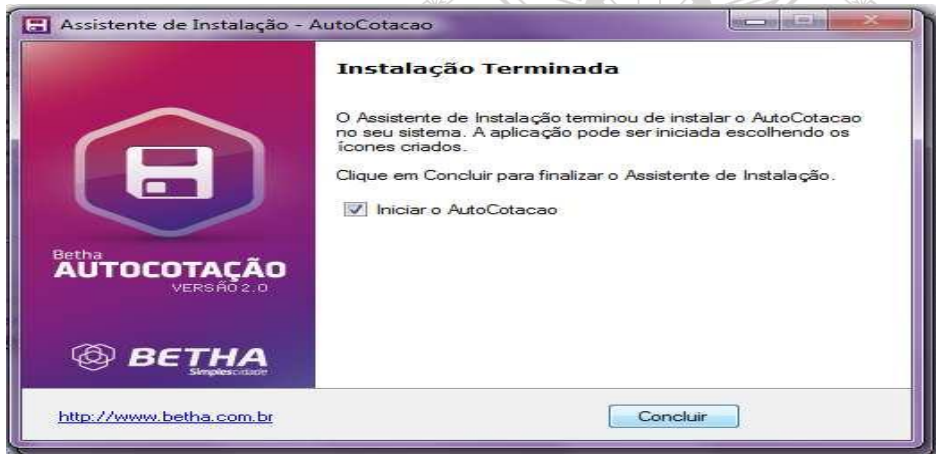 Assistente de Instalação - AutoCotacao
Instalação Terminada
O Assistente de Instalação terminou de instalar o AutoCotacao
no seu sistema. A aplicação pode ser iniciada escolhendo os
ícones criados.
Clique em Concluir para finalizar o Assistente de Instalação.
Iniciar o AutoCotacao
Betha
AUTOCOTAÇÃO
VERSÃO 2.0
BETHA
Simplescidade
http://www.betha.com.br
Concluir